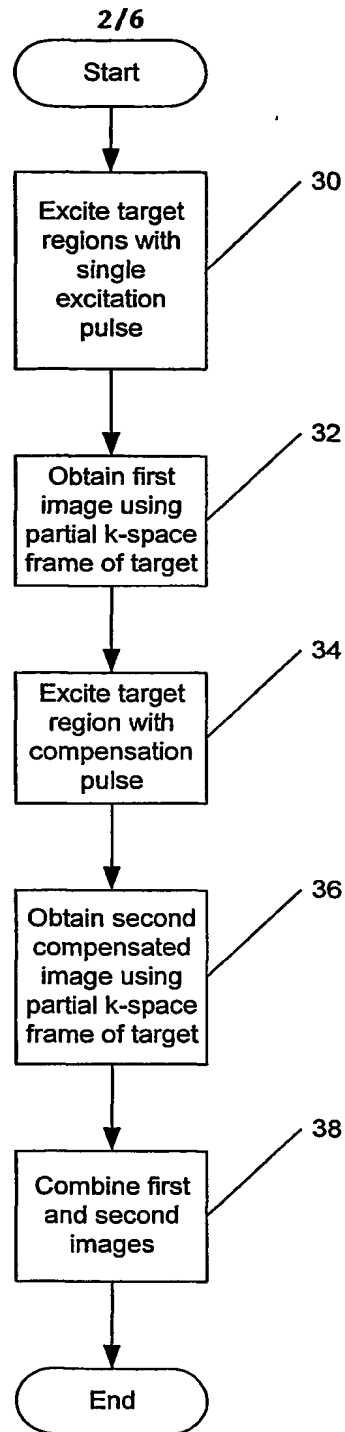 2/6
Start
30
Excite target
regions with
single
excitation
pulse
32
Obtain first
image using
partial k-space
frame of target
34
Excite target
region with
compensation
pulse
36
Obtain second
compensated
image using
partial k-space
frame of target
38
Combine first
and second
images
End